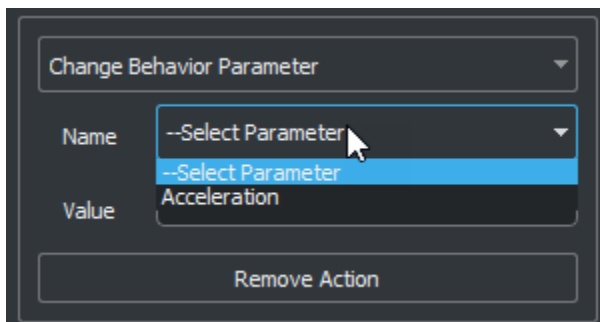 Change Behavior Parameter
Name --Select Parameter
--Select Parameter
Acceleration
Value
Remove Action